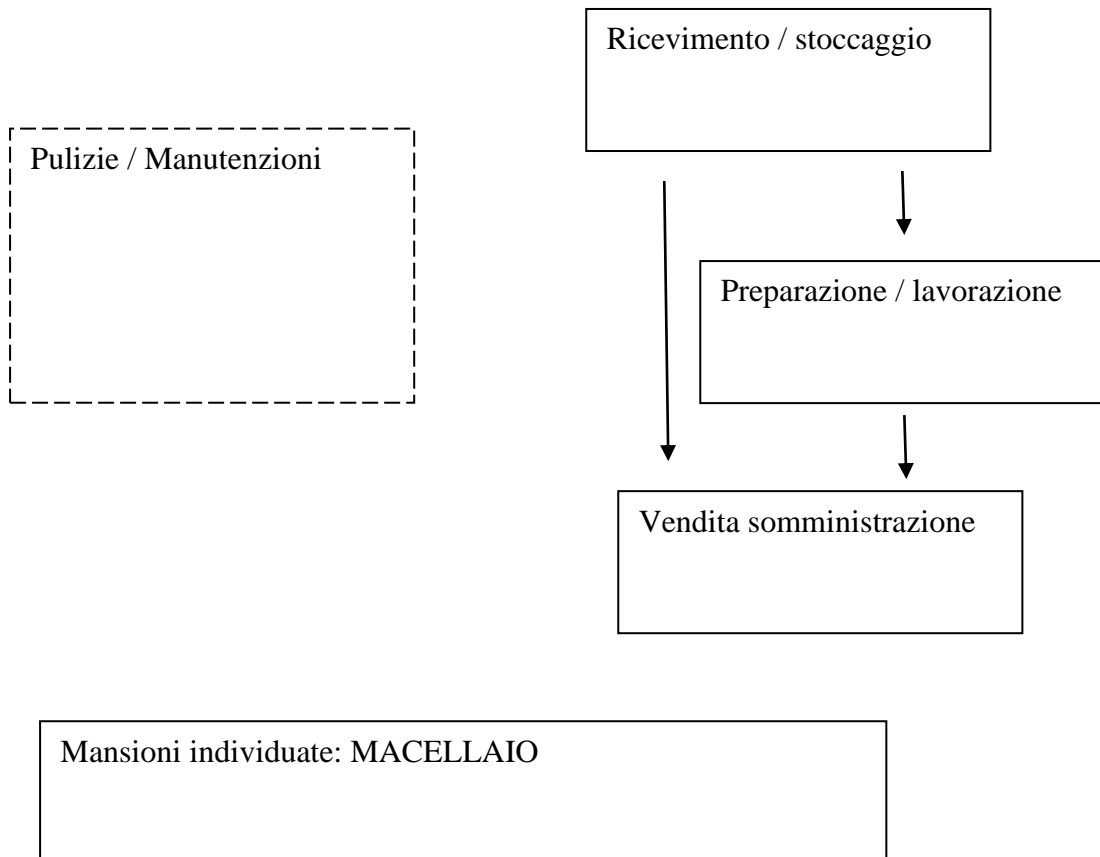 Ricevimento / stoccaggio
Pulizie / Manutenzioni
Preparazione / lavorazione
Vendita somministrazione
Mansioni individuate: MACELLAIO